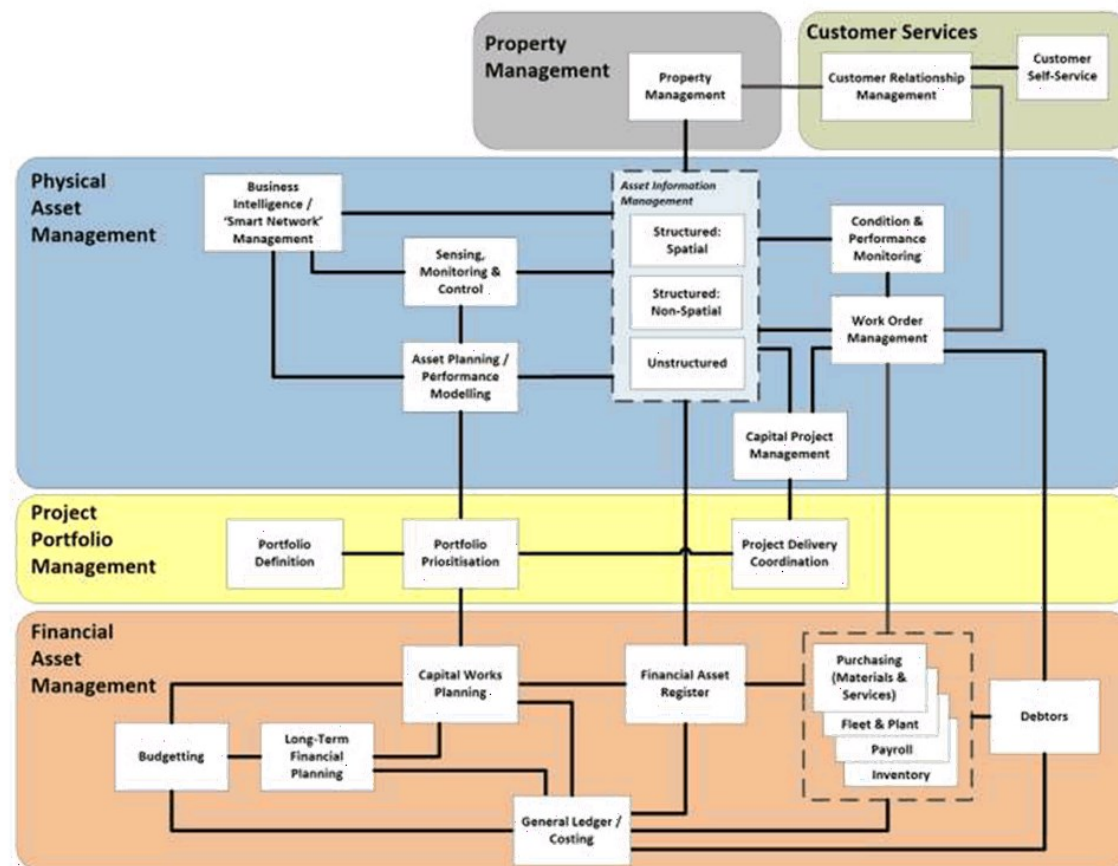 Property
Management
Property
Management
Customer Services
Customer Relationship
Management
Customer
Self-Service
Physical
Asset
Management
Business
Intelligence /
'Smart Network'
Management
Sensing,
Monitoring &
Control
Asset Planning /
Performance
Modelling
Asset Information
Management
Structured:
Spatial
Structured:
Non-Spatial
Unstructured
Condition &
Performance
Monitoring
Work Order
Management
Capital Project
Management
Project
Portfolio
Management
Portfolio
Definition
Portfolio
Prioritisation
Project Delivery
Coordination
Financial
Asset
Management
Capital Works
Planning
Financial Asset
Register
Purchasing
(Materials &
Services)
Fleet & Plant
Payroll
Inventory
Debtors
Budgetting
Long-Term
Financial
Planning
General Ledger /
Costing